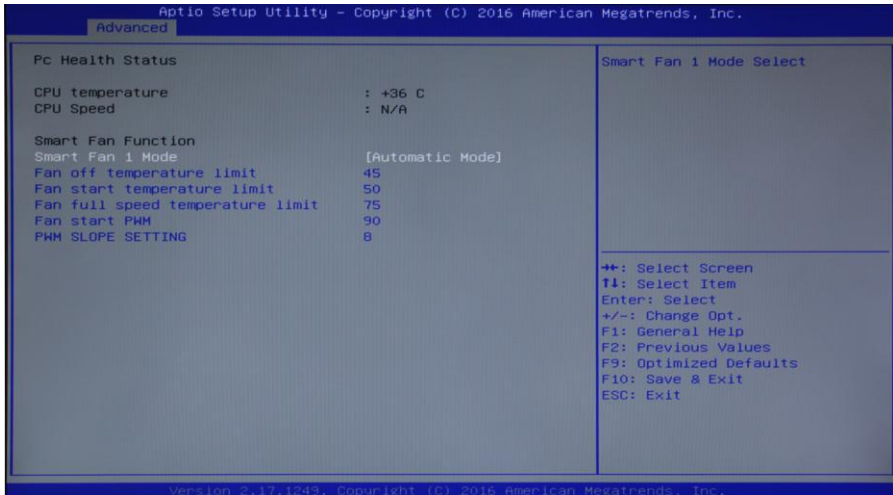 Aptio Setup Utility – Copyright (C) 2016 American Megatrends, Inc.
Advanced
Pc Health Status
CPU temperature : +36 C
CPU Speed : N/A
Smart Fan Function
Smart Fan 1 Mode [Automatic Mode]
Fan off temperature limit 45
Fan start temperature limit 50
Fan full speed temperature limit 75
Fan start PWM 90
PWM SLOPE SETTING 8
Smart Fan 1 Mode Select
→←: Select Screen
↑↓: Select Item
Enter: Select
+/-: Change Opt.
F1: General Help
F2: Previous Values
F9: Optimized Defaults
F10: Save & Exit
ESC: Exit
Version 2.17.1249. Copyright (C) 2016 American Megatrends, Inc.